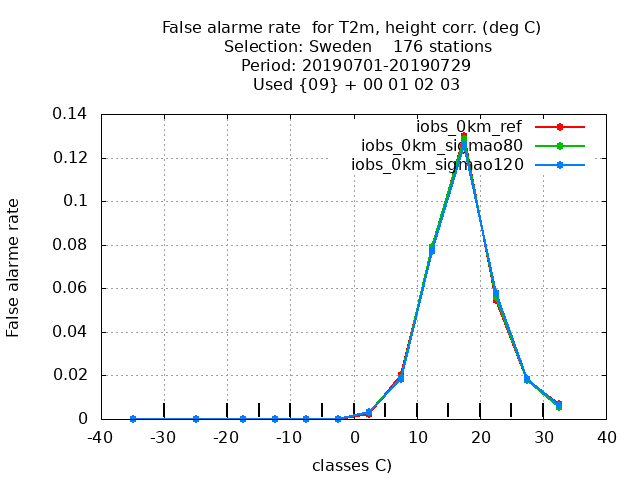 False alarme rate  for T2m, height corr. (deg C)
Selection: Sweden    176 stations
Period: 20190701-20190729
Used {09} + 00 01 02 03
iobs_0km_ref
iobs_0km_sigmao80
iobs_0km_sigmao120
False alarme rate
0.14
0.12
0.1
0.08
0.06
0.04
0.02
0
-40 -30 -20 -10 0 10 20 30 40
classes C)